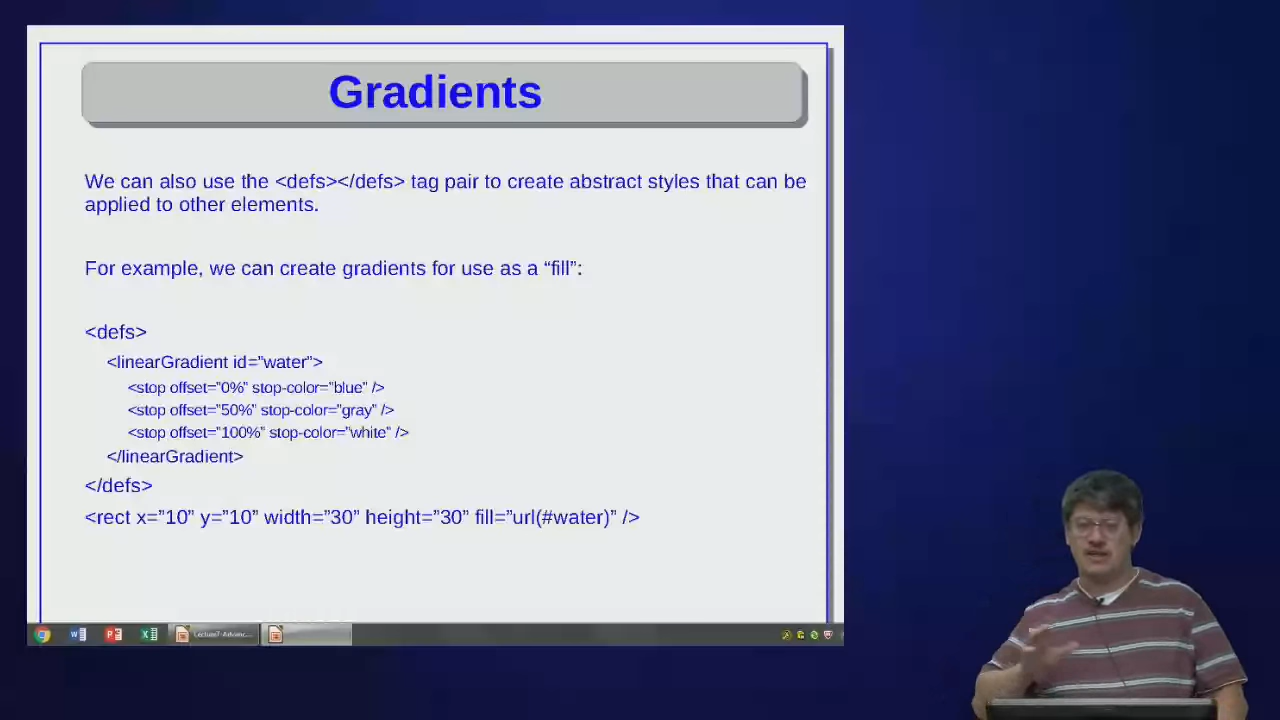 Gradients
We can also use the <defs></defs> tag pair to create abstract styles that can be
applied to other elements.
For example, we can create gradients for use as a “fill”:
<defs>
<linearGradient id=”water”>
<stop offset=”0%” stop-color=”blue” />
<stop offset=”50%” stop-color=”gray” />
<stop offset=”100%” stop-color=”white” />
</linearGradient>
</defs>
<rect x=”10” y=”10” width=”30” height=”30” fill=”url(#water)” />
Lecture7-Advanc...